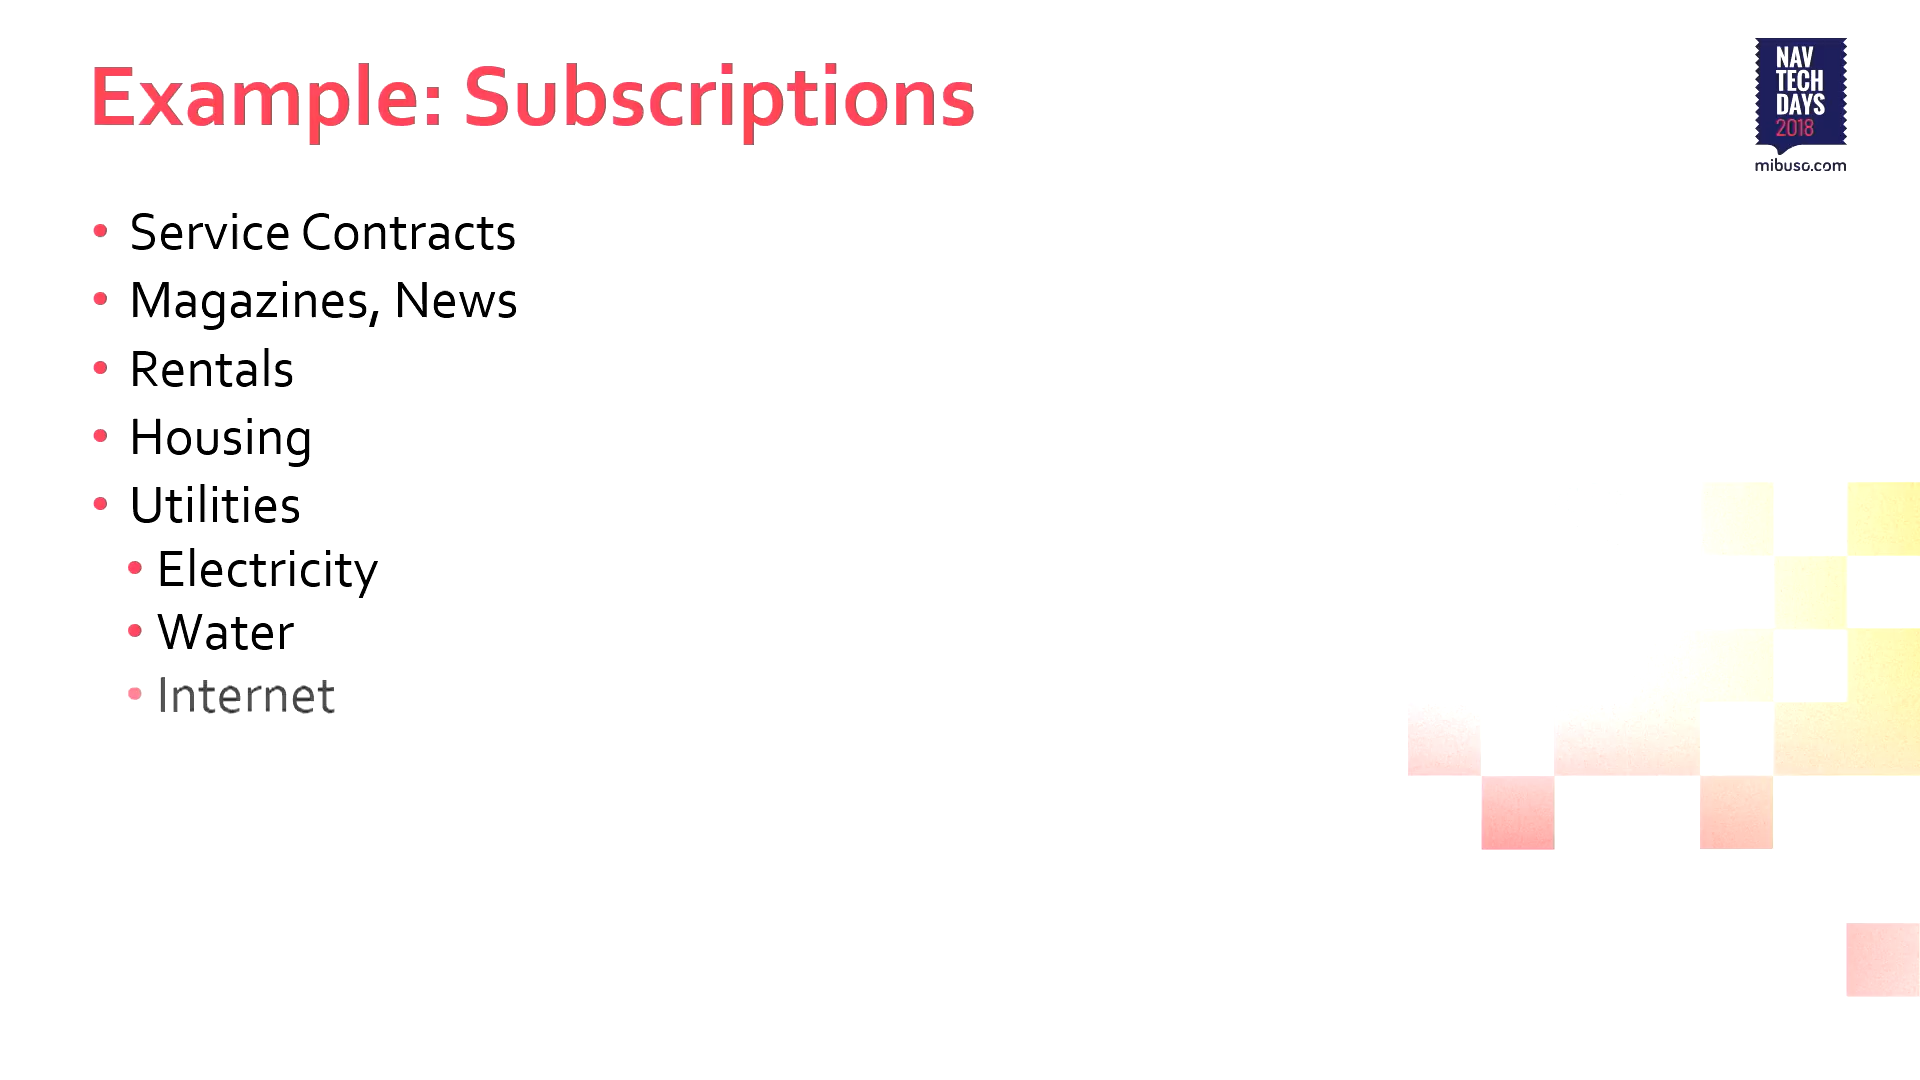 Example: Subscriptions
NAV
TECH
DAYS
2018
mibuso.com
• Service Contracts
• Magazines, News
• Rentals
• Housing
• Utilities
• Electricity
• Water
• Internet